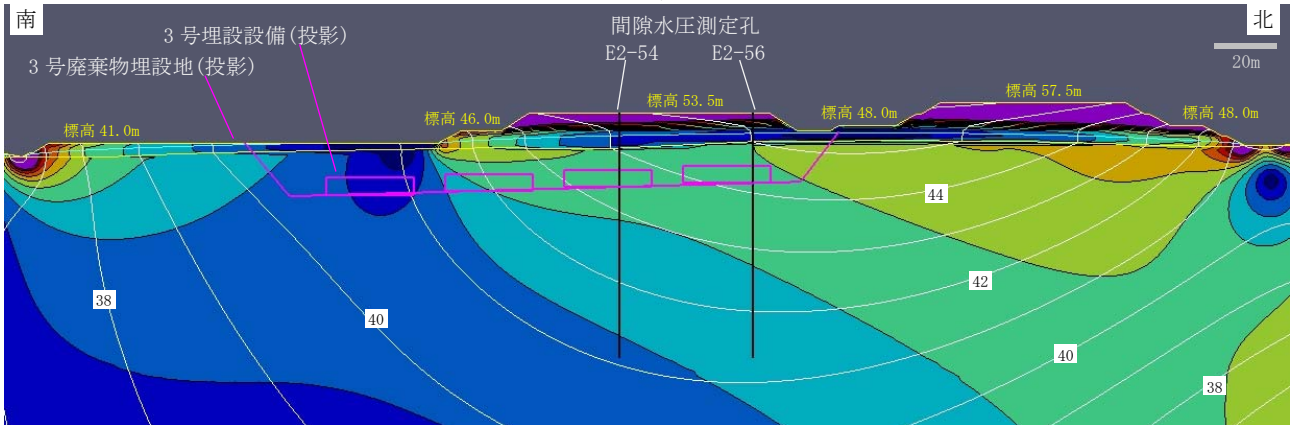 南
北
3 号埋設設備(投影)
3 号廃棄物埋設地(投影)
間隙水圧測定孔
E2-54
E2-56
20m
標高 41.0m
標高 46.0m
標高 53.5m
標高 48.0m
標高 57.5m
標高 48.0m
44
42
38
40
40
38